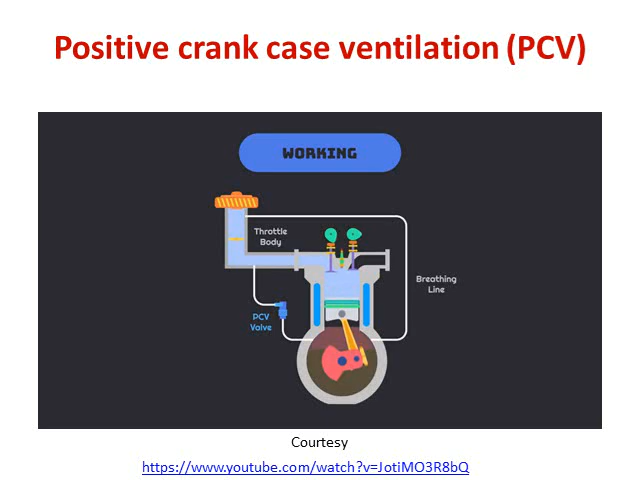 Positive crank case ventilation (PCV)
WORKING
Throttle
Body
Breathing
Line
PCV
Valve
Courtesy
https://www.youtube.com/watch?v=JotiMO3R8bQ